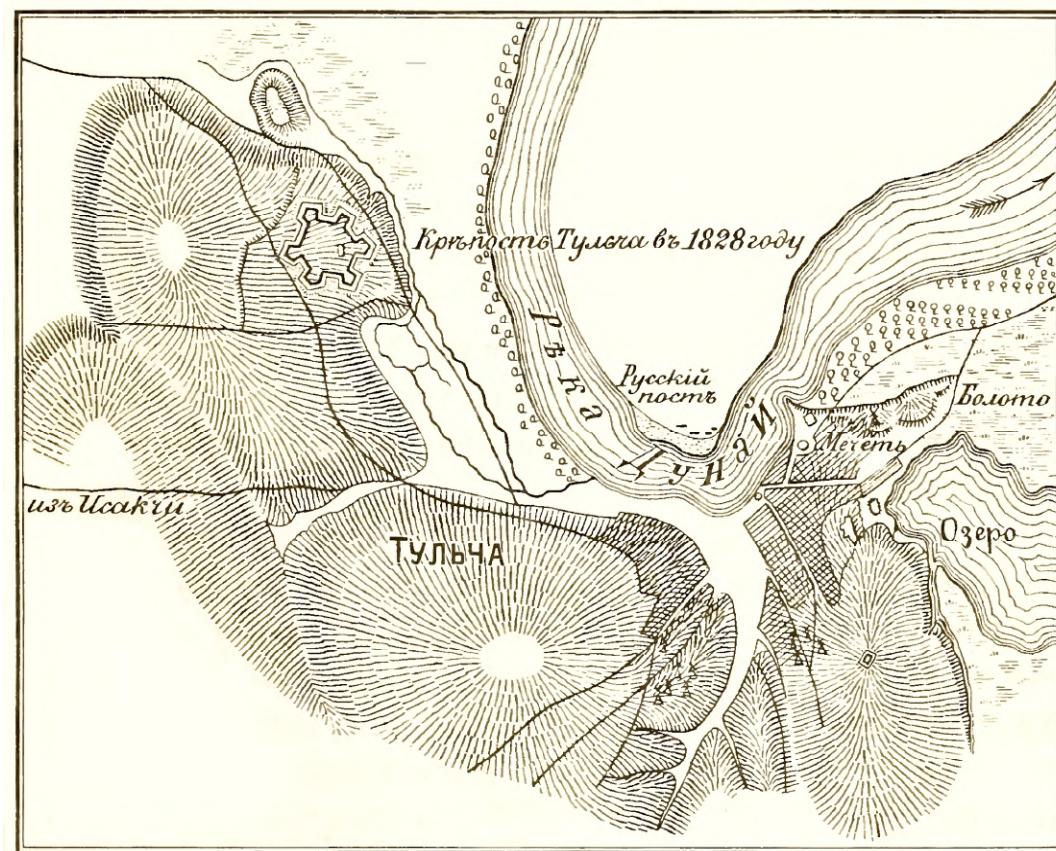 Крѣпость Тульча въ 1828 году
Рѣка
Дунай
Русскій
постъ
Болото
Мечеть
изъ Исакчи
ТУЛЬЧА
Озеро